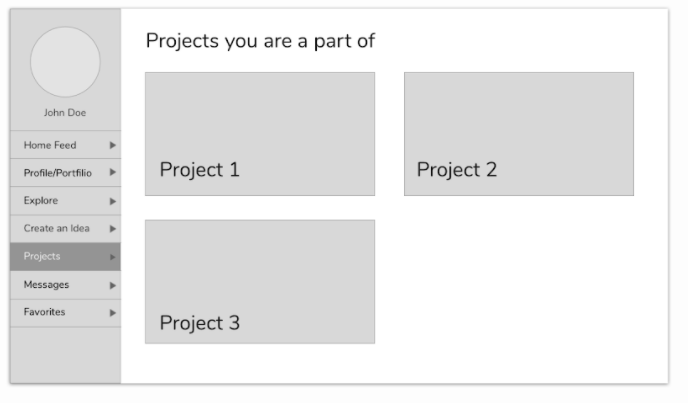 John Doe
Home Feed
Profile/Portfilio
Explore
Create an Idea
Projects
Messages
Favorites
Projects you are a part of
Project 1
Project 2
Project 3